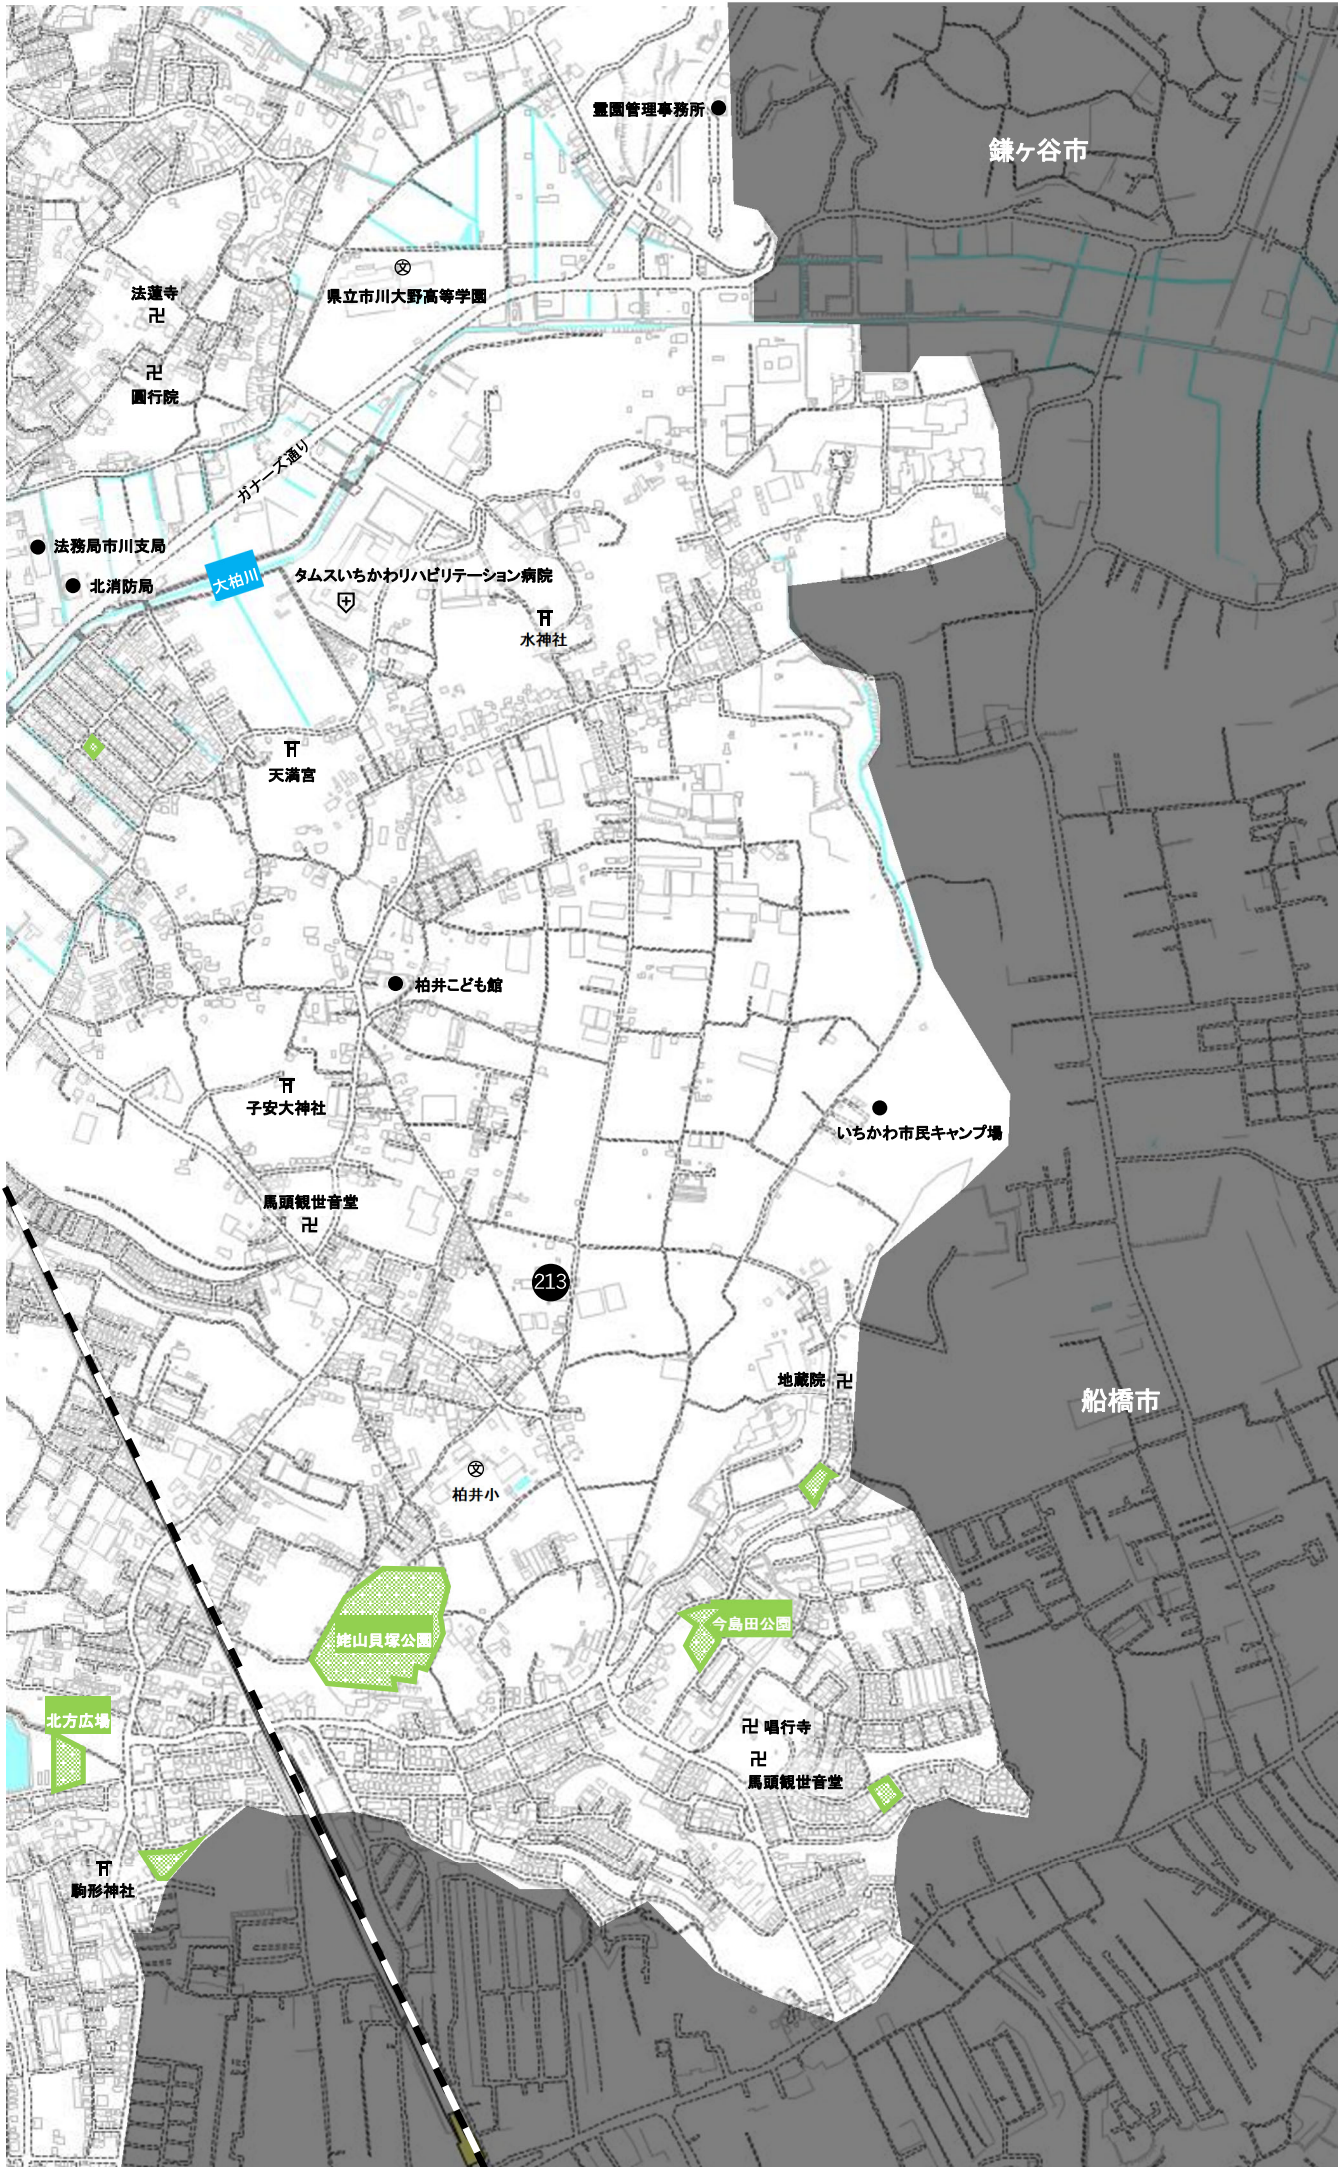 霊園管理事務所
鎌ヶ谷市
県立市川大野高等学園
法蓮寺
圓行院
ガナーズ通り
法務局市川支局
北消防局
大柏川
タムスいちかわリハビリテーション病院
水神社
天満宮
柏井こども館
子安大神社
いちかわ市民キャンプ場
馬頭観世音堂
213
地蔵院
船橋市
柏井小
姥山貝塚公園
今島田公園
北方広場
唱行寺
馬頭観世音堂
駒形神社